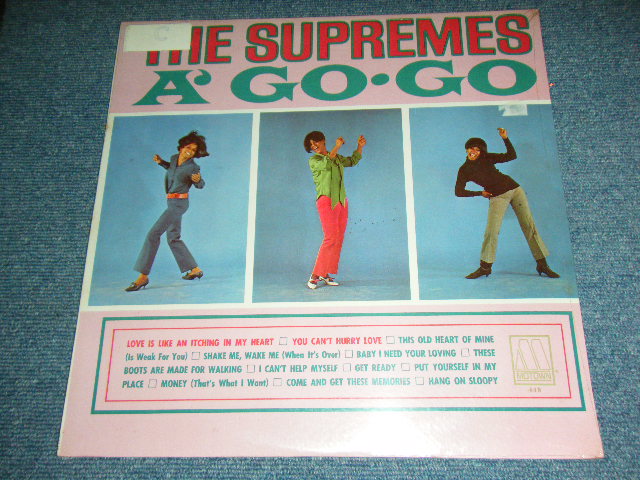 C
THE SUPREMES
A' GO·GO
LOVE IS LIKE AN ITCHING IN MY HEART □ YOU CAN'T HURRY LOVE □ THIS OLD HEART OF MINE
(Is Weak For You) □ SHAKE ME, WAKE ME (When It's Over) □ BABY I NEED YOUR LOVING □ THESE
BOOTS ARE MADE FOR WALKING □ I CAN'T HELP MYSELF □ GET READY □ PUT YOURSELF IN MY
PLACE □ MONEY (That's What I Want) □ COME AND GET THESE MEMORIES □ HANG ON SLOOPY
M
MOTOWN